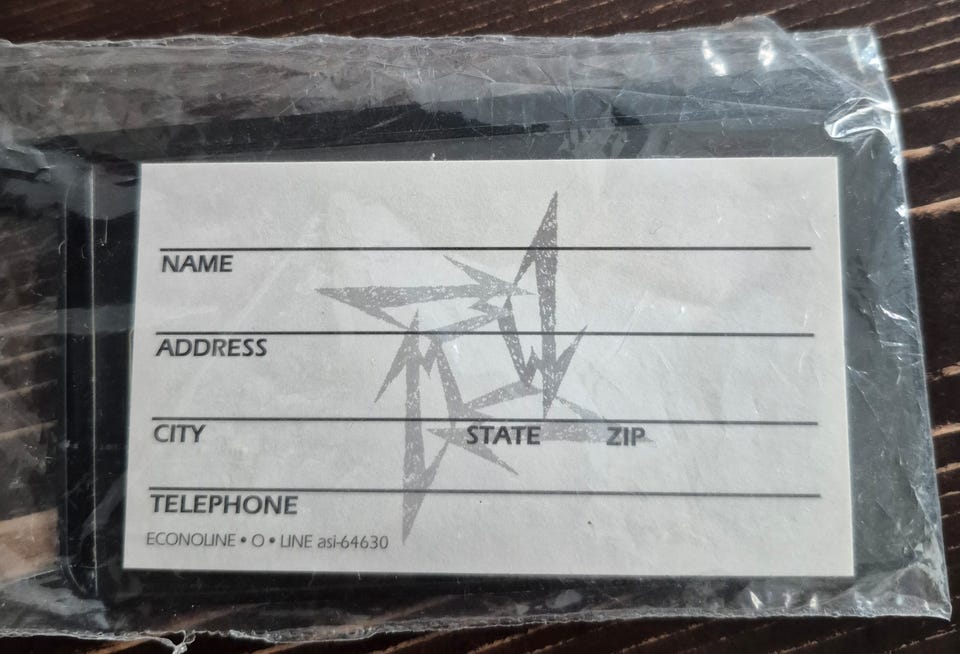 NAME
ADDRESS
CITY STATE ZIP
TELEPHONE
ECONOLINE • O • LINE asi-64630